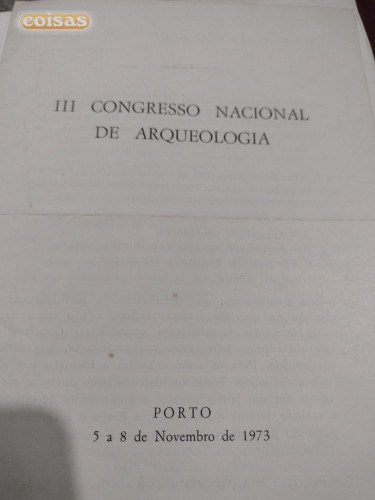 coisas
III CONGRESSO NACIONAL
DE ARQUEOLOGIA
PORTO
5 a 8 de Novembro de 1973